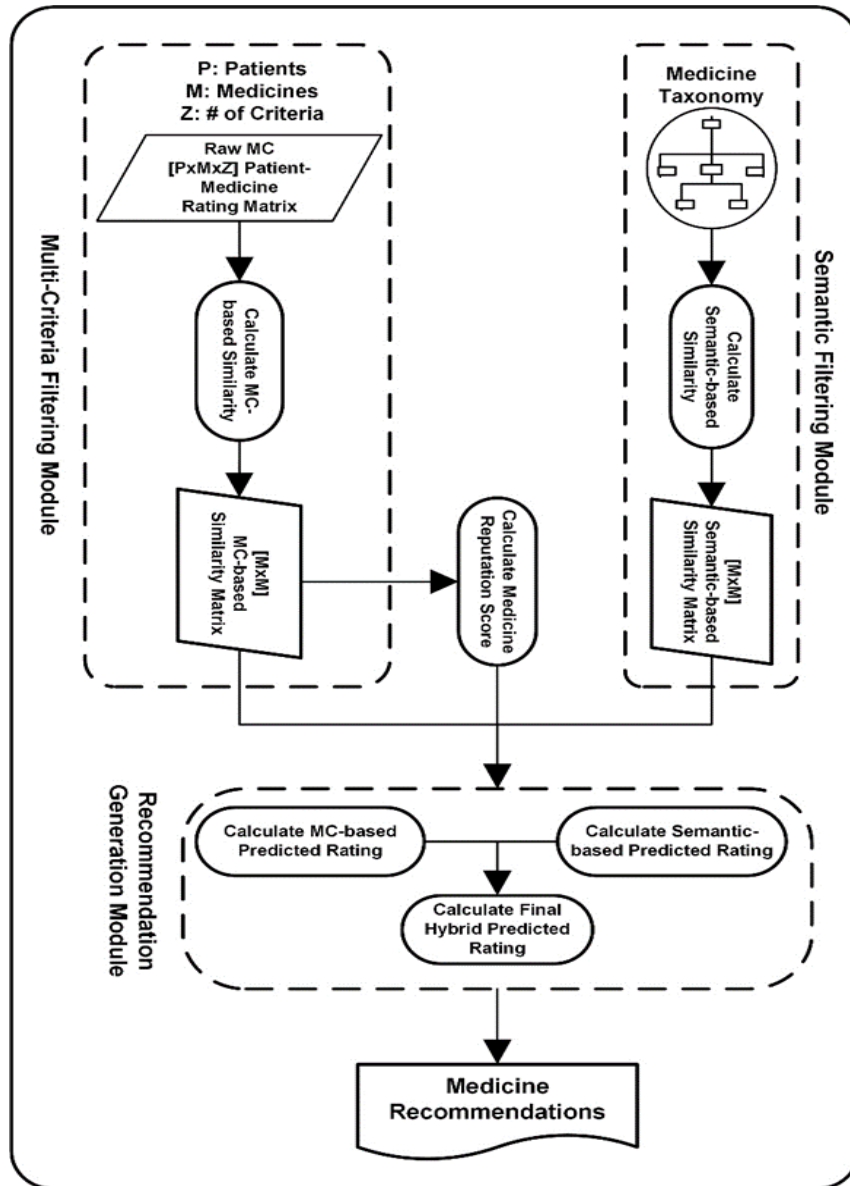 P: Patients
M: Medicines
Z: # of Criteria
Raw MC
[PxMxZ] Patient-
Medicine
Rating Matrix
Calculate MC-
based Similarity
[MxM]
MC-based
Similarity Matrix
Multi-Criteria Filtering Module
Medicine
Taxonomy
Calculate
Semantic-based
Similarity
[MxM]
Semantic-based
Similarity Matrix
Semantic Filtering Module
Calculate Medicine
Reputation Score
Recommendation
Generation Module
Calculate MC-based
Predicted Rating
Calculate Semantic-
based Predicted Rating
Calculate Final
Hybrid Predicted
Rating
Medicine
Recommendations